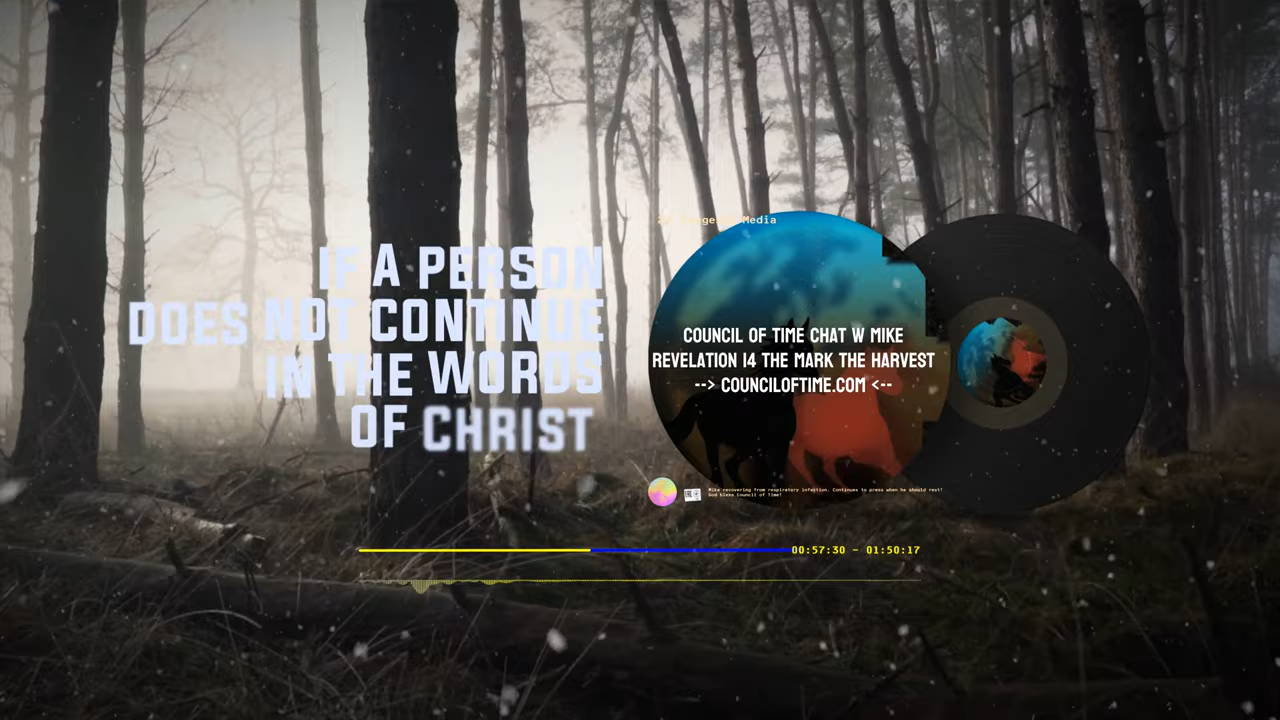 Media
IF A PERSON
DOES NOT CONTINUE
IN THE WORDS
OF CHRIST
COUNCIL OF TIME CHAT W MIKE
REVELATION 14 THE MARK THE HARVEST
--> COUNCILOFTIME.COM <--
Mike recovering from respiratory infection. Continues to press when he should rest!
God bless Council of Time!
00:57:30 - 01:50:17